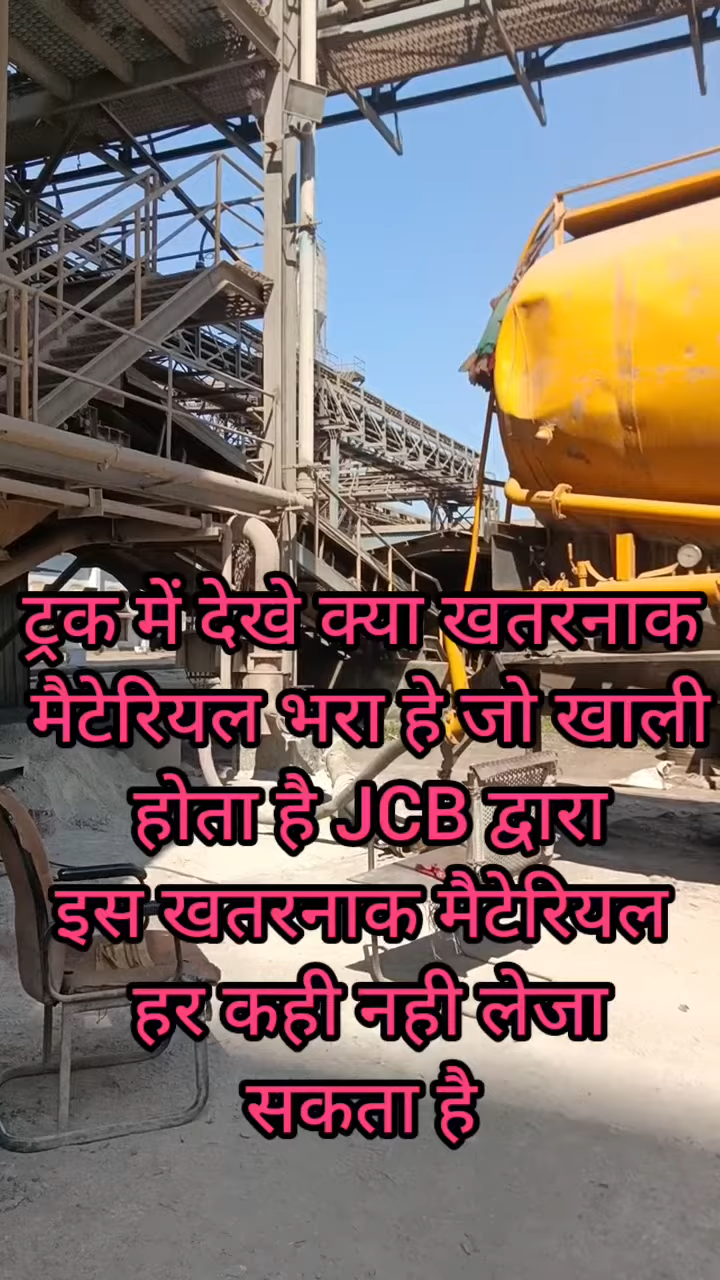 ट्रक में देखे क्या खतरनाक
मैटेरियल भरा हे जो खाली
होता है JCB द्वारा
इस खतरनाक मैटेरियल
हर कही नही लेजा
सकता है